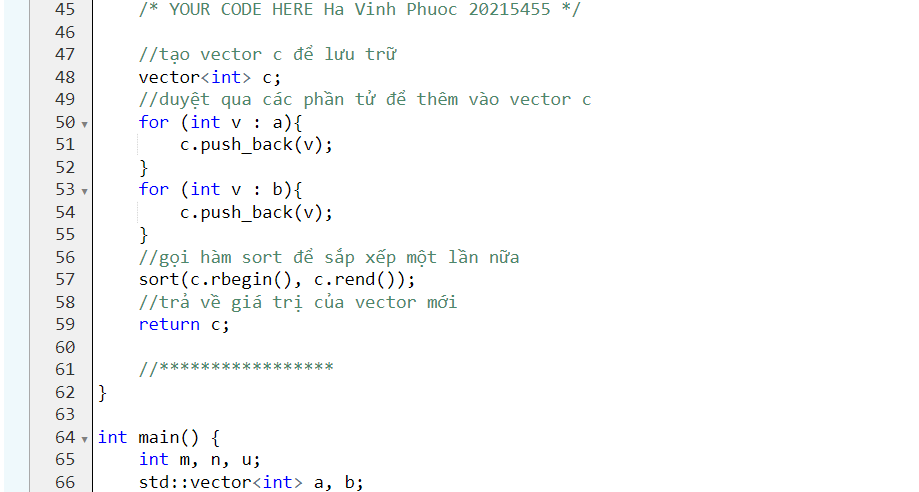 45 /* YOUR CODE HERE Ha Vinh Phuoc 20215455 */
46
47 //tạo vector c để lưu trữ
48 vector<int> c;
49 //duyệt qua các phần tử để thêm vào vector c
50 for (int v : a){
51 c.push_back(v);
52 }
53 for (int v : b){
54 c.push_back(v);
55 }
56 //gọi hàm sort để sắp xếp một lần nữa
57 sort(c.rbegin(), c.rend());
58 //trả về giá trị của vector mới
59 return c;
60
61 //*****************
62 }
63
64 int main() {
65 int m, n, u;
66 std::vector<int> a, b;